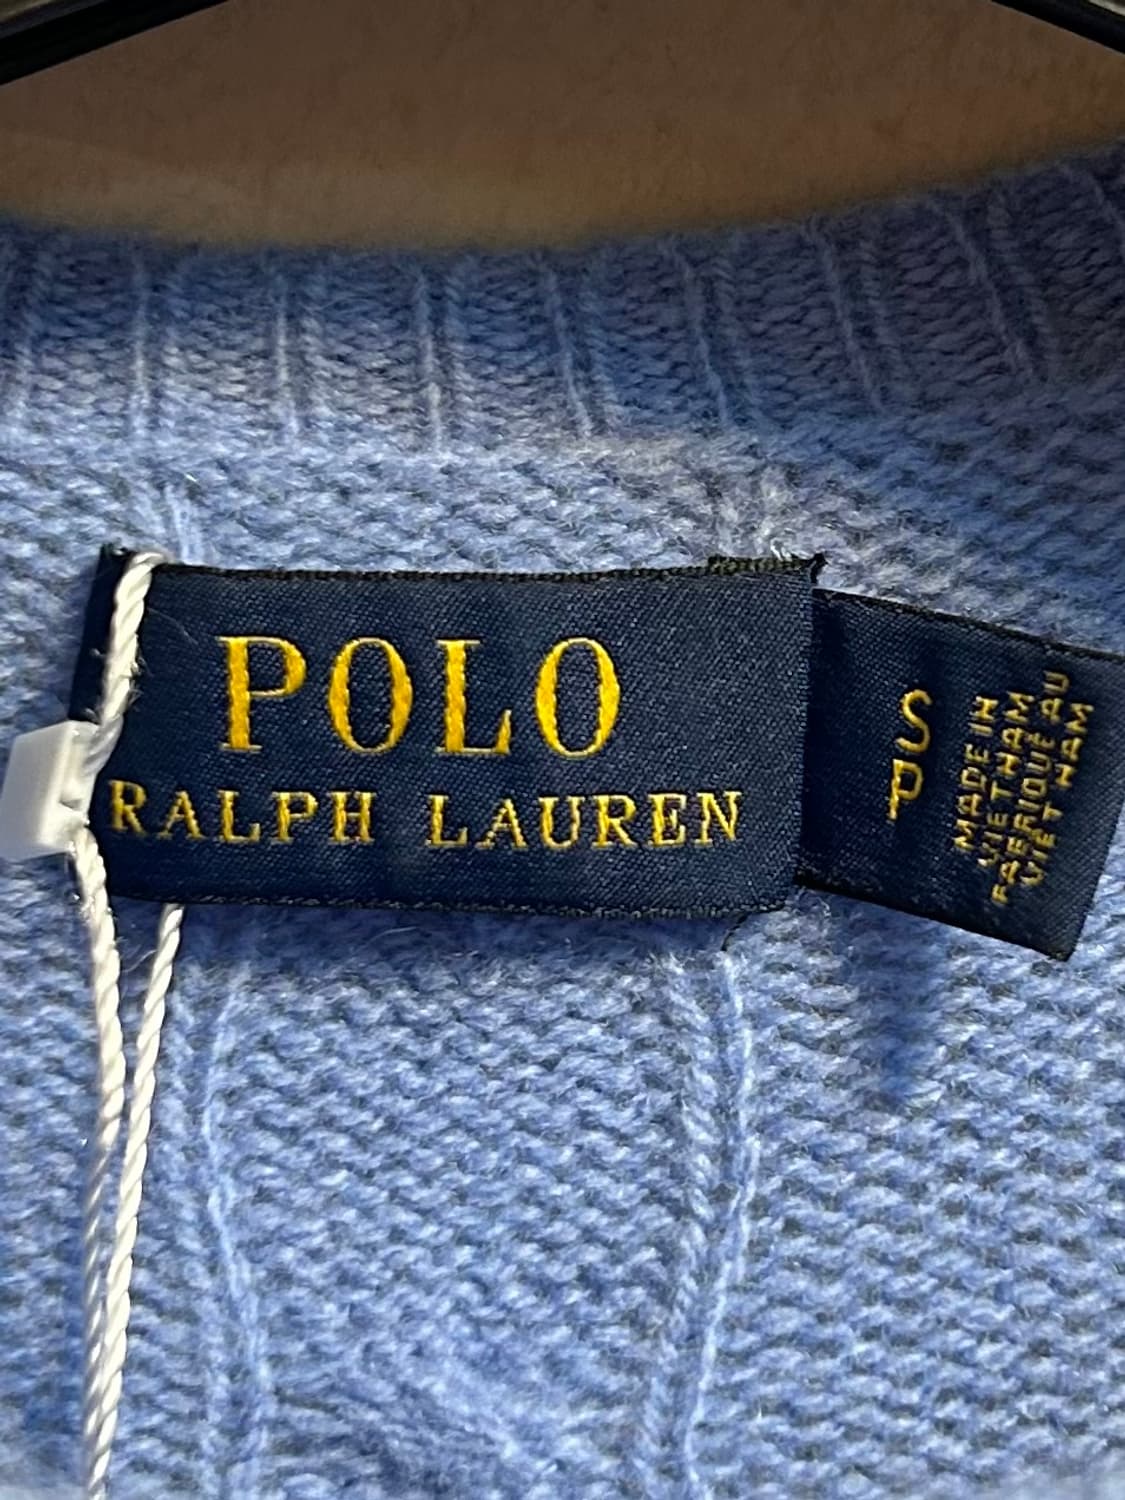 POLO
RALPH LAUREN
S
P
MADE IN
VIETNAM
FABRIQUÉ AU
VIET NAM